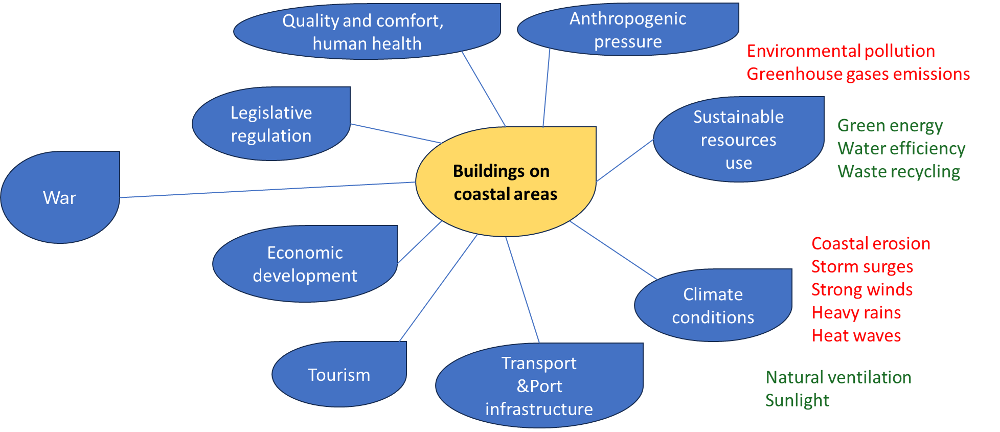 Quality and comfort,
human health
Anthropogenic
pressure
Environmental pollution
Greenhouse gases emissions
Legislative
regulation
Sustainable
resources
use
Green energy
Water efficiency
Waste recycling
War
Buildings on
coastal areas
Economic
development
Climate
conditions
Coastal erosion
Storm surges
Strong winds
Heavy rains
Heat waves
Tourism
Transport
&Port
infrastructure
Natural ventilation
Sunlight